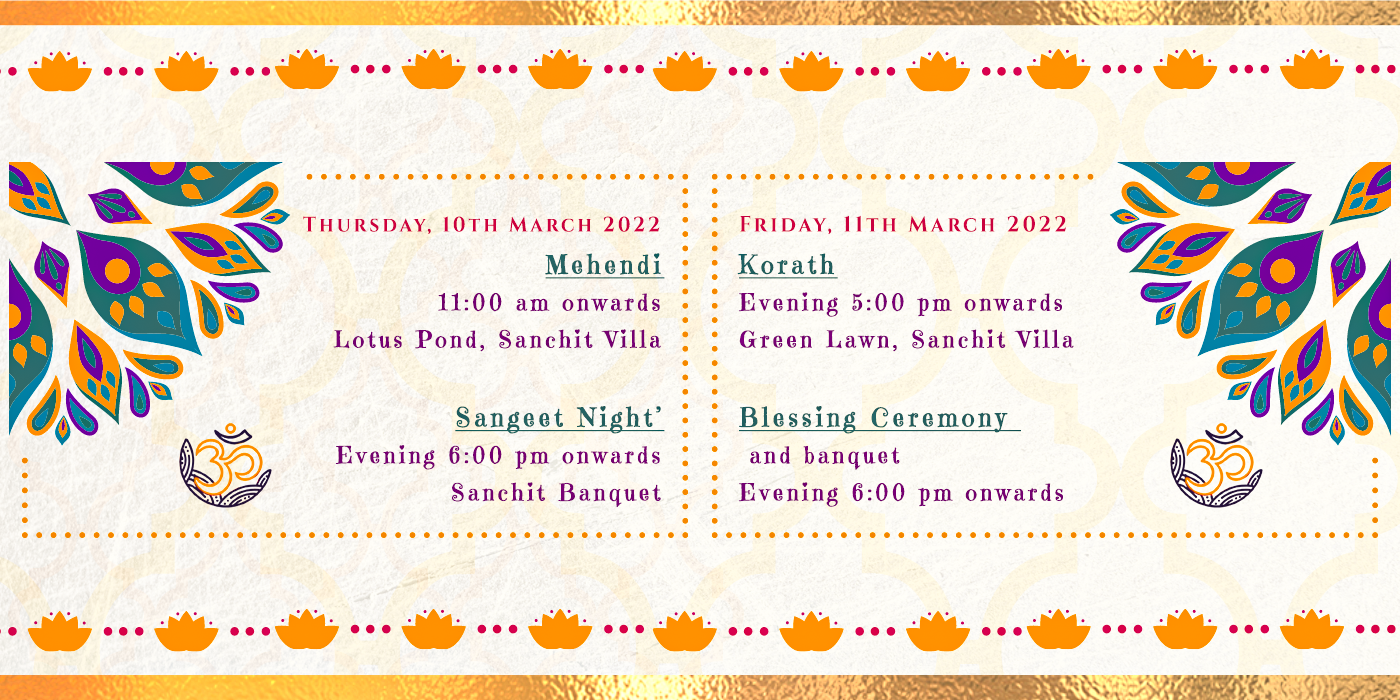 Thursday, 10th March 2022
Mehendi
11:00 am onwards
Lotus Pond, Sanchit Villa
Sangeet Night’
Evening 6:00 pm onwards
Sanchit Banquet
Friday, 11th March 2022
Korath
Evening 5:00 pm onwards
Green Lawn, Sanchit Villa
Blessing Ceremony
and banquet
Evening 6:00 pm onwards
ॐ
ॐ